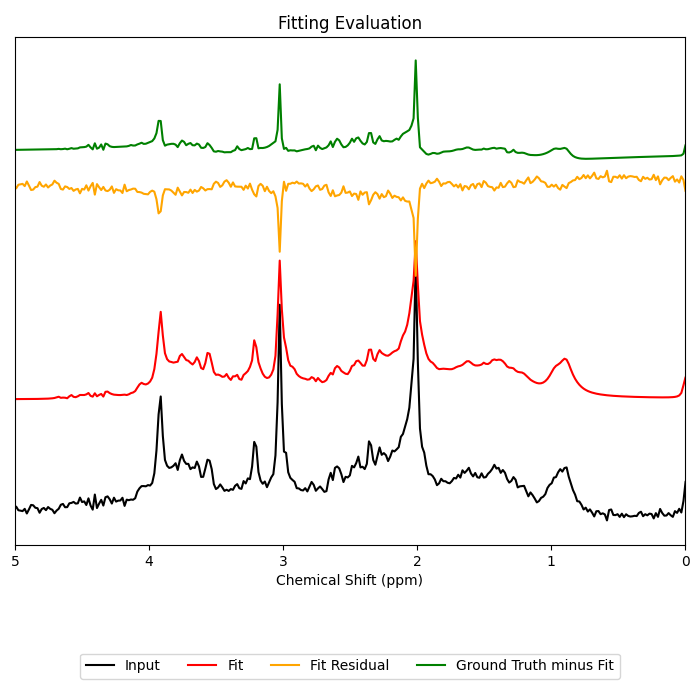 Fitting Evaluation
5 4 3 2 1 0
Chemical Shift (ppm)
Input Fit Fit Residual Ground Truth minus Fit